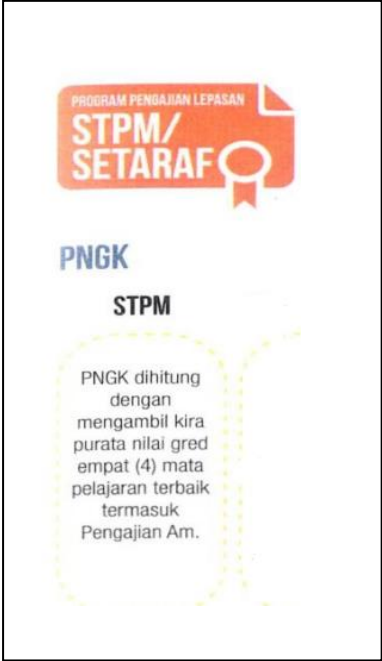 PROGRAM PENGAJIAN LEPASAN
STPM/
SETARAF
PNGK
STPM
PNGK dihitung
dengan
mengambil kira
purata nilai gred
empat (4) mata
pelajaran terbaik
termasuk
Pengajian Am.